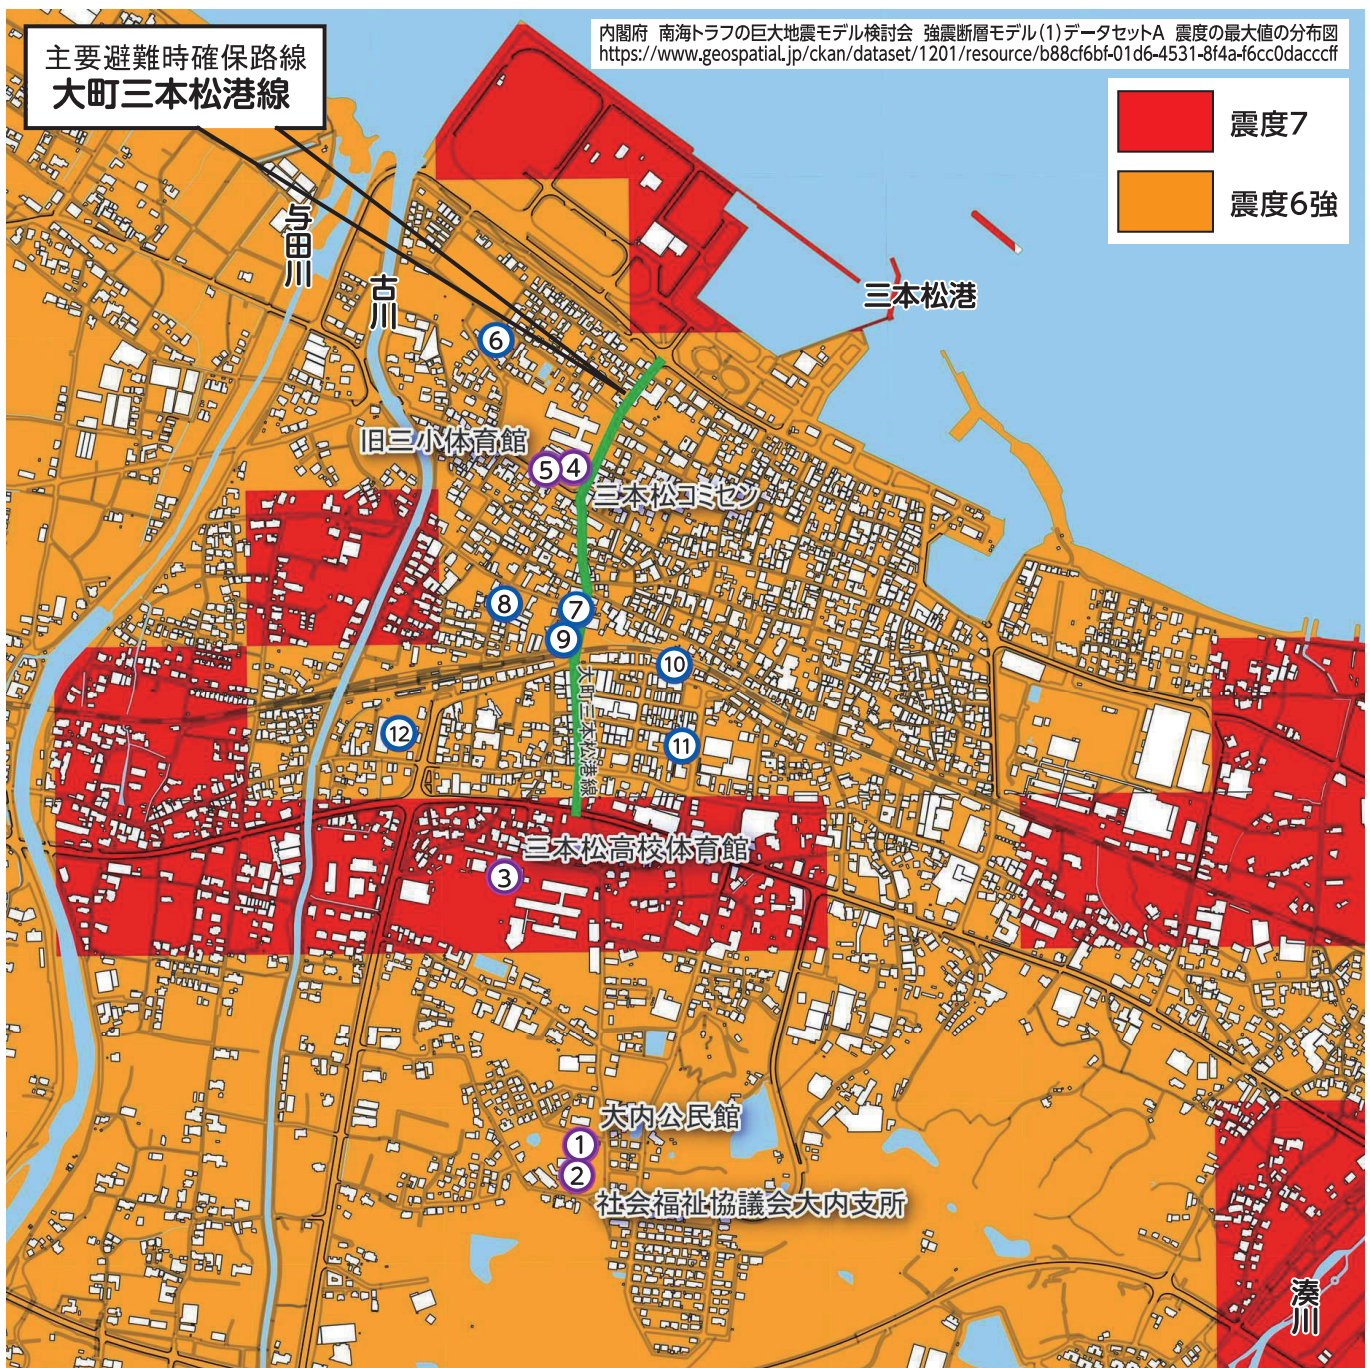 内閣府 南海トラフの巨大地震モデル検討会 強震断層モデル(1)データセットA 震度の最大値の分布図
https://www.geospatial.jp/ckan/dataset/1201/resource/b88cf6bf-01d6-4531-8f4a-f6cc0dacccff
主要避難時確保路線
大町三本松港線
震度7
震度6強
与田川
古川
三本松港
⑥
旧三小体育館
⑤
④
三本松コミセン
⑧
⑦
⑨
⑩
大町三本松港線
⑫
⑪
三本松高校体育館
③
大内公民館
①
②
社会福祉協議会大内支所
湊川